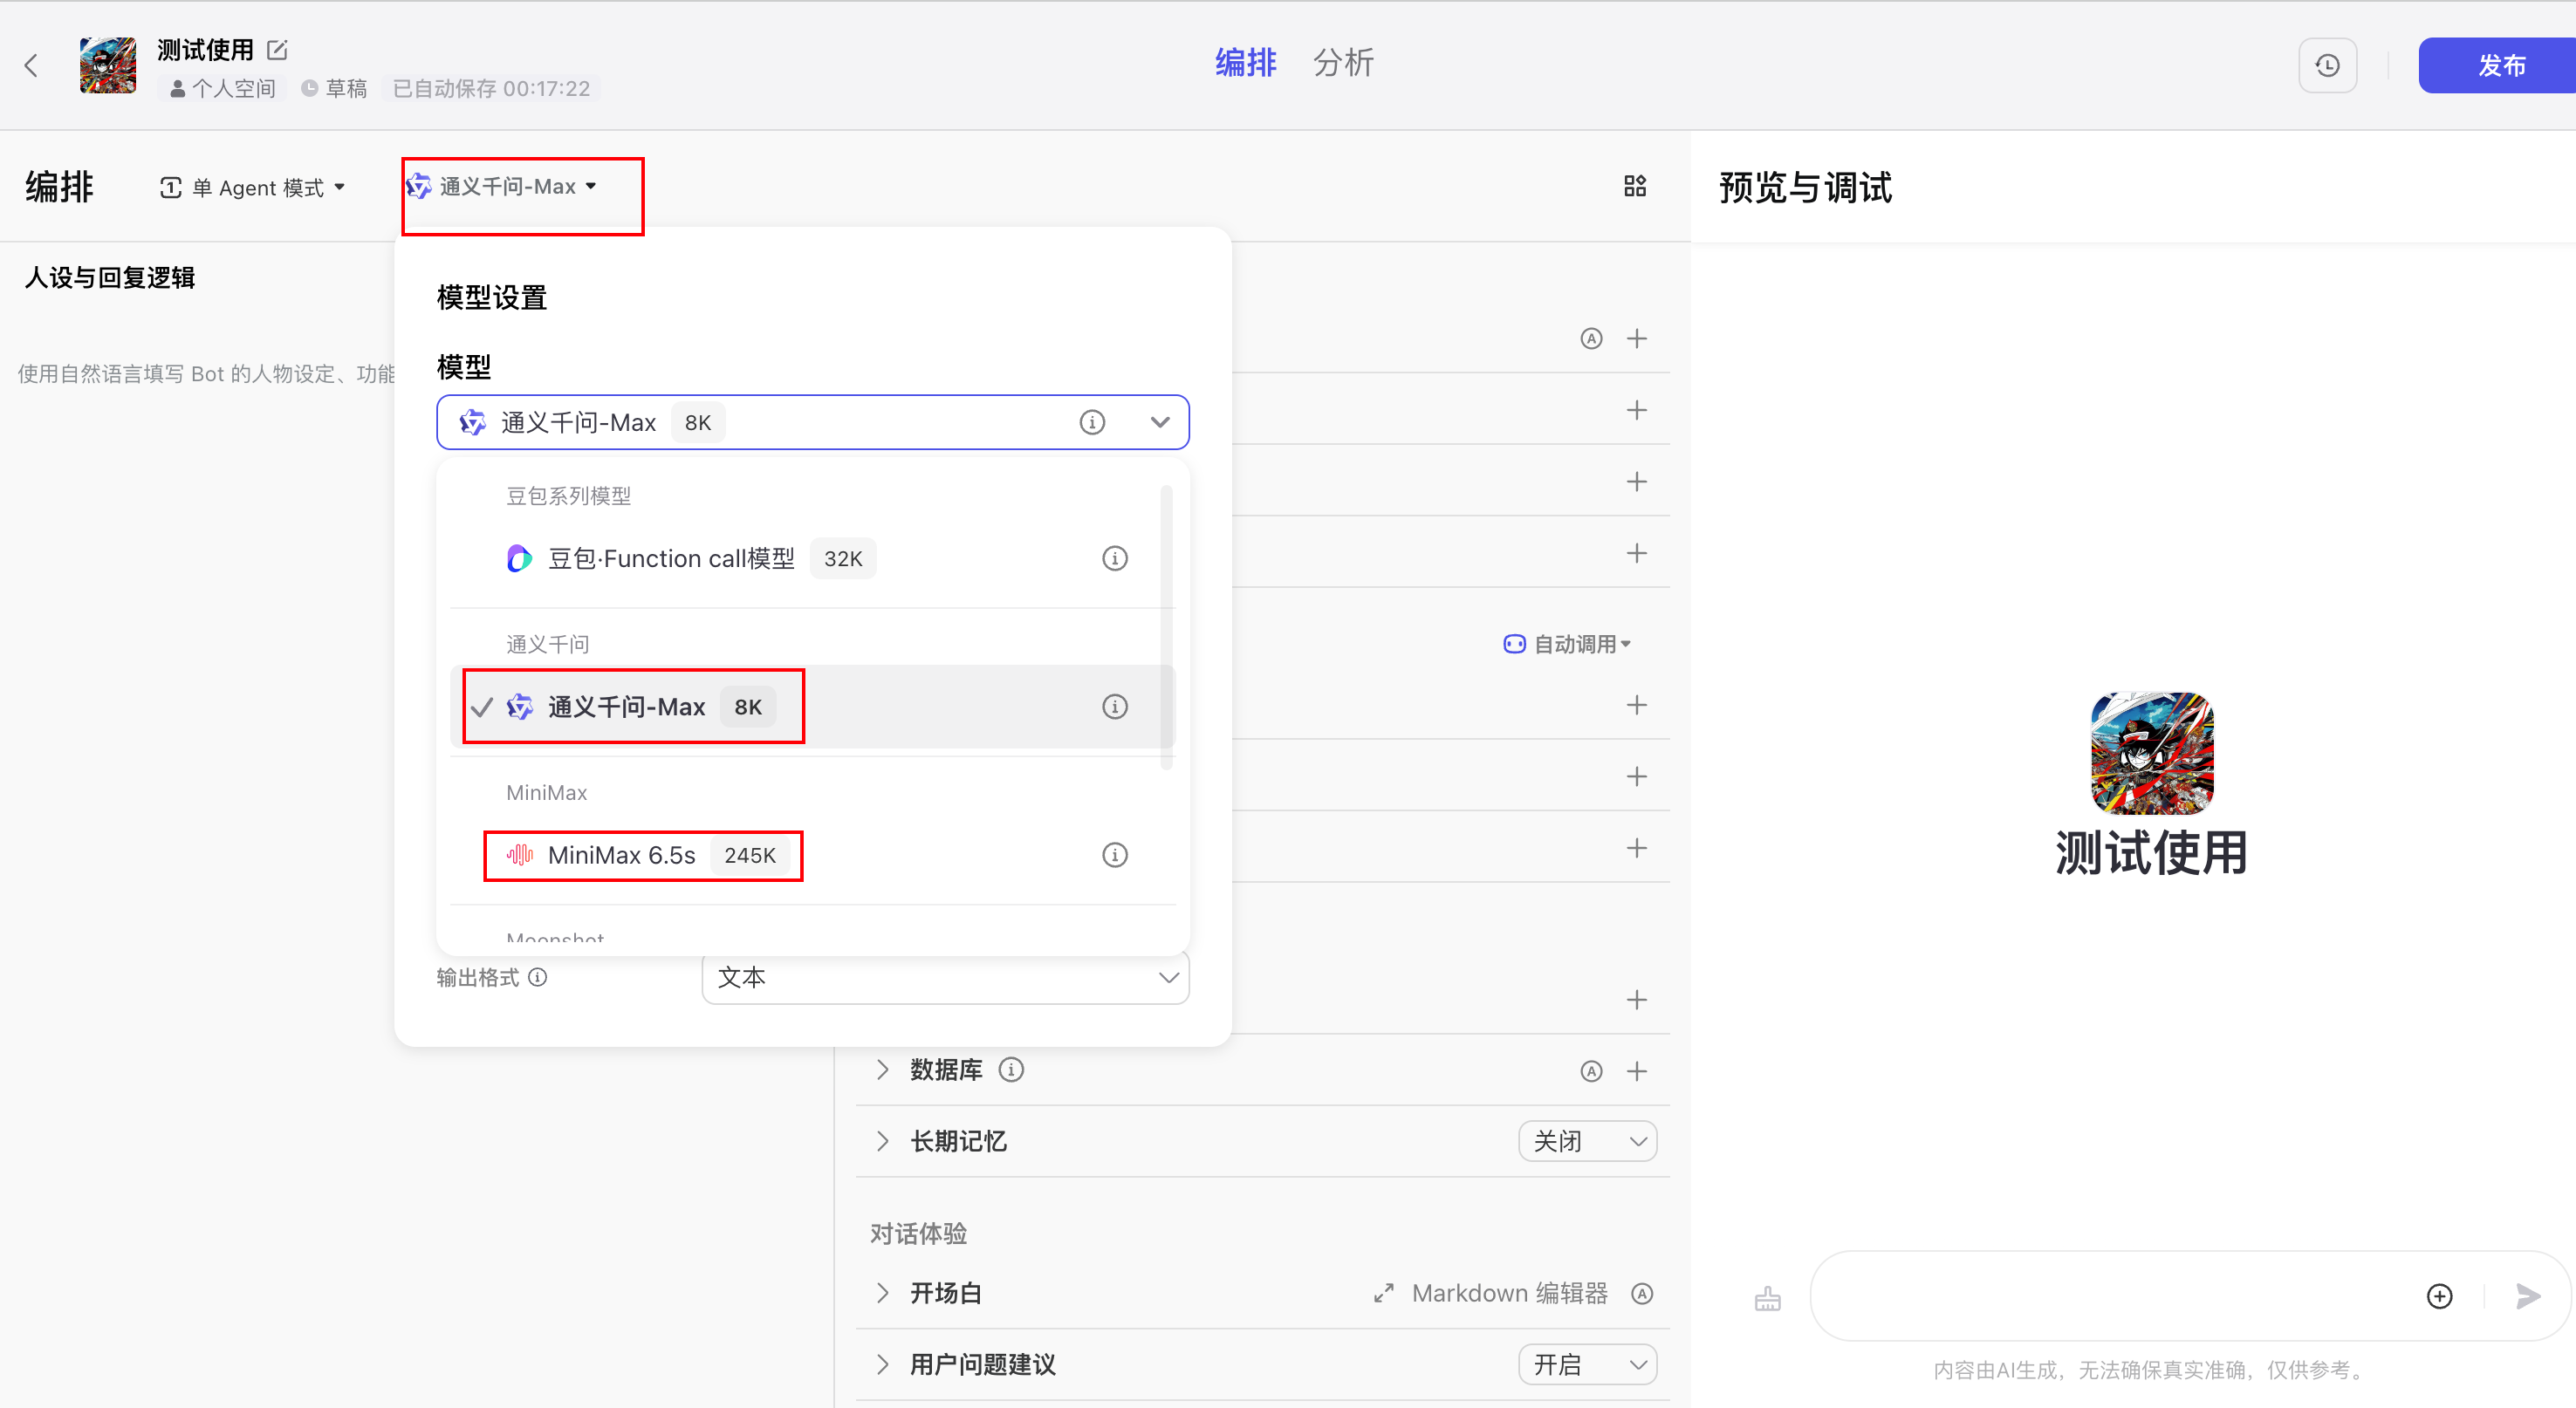 测试使用
个人空间 草稿 已自动保存 00:17:22
编排 分析
发布
编排
单 Agent 模式
通义千问-Max
预览与调试
人设与回复逻辑
使用自然语言填写 Bot 的人物设定、功能
模型设置
模型
通义千问-Max 8K
豆包系列模型
豆包·Function call模型 32K
通义千问
通义千问-Max 8K
MiniMax
MiniMax 6.5s 245K
Moonshot
输出格式 文本
自动调用
数据库
长期记忆 关闭
对话体验
开场白 Markdown 编辑器
用户问题建议 开启
测试使用
内容由AI生成，无法确保真实准确，仅供参考。